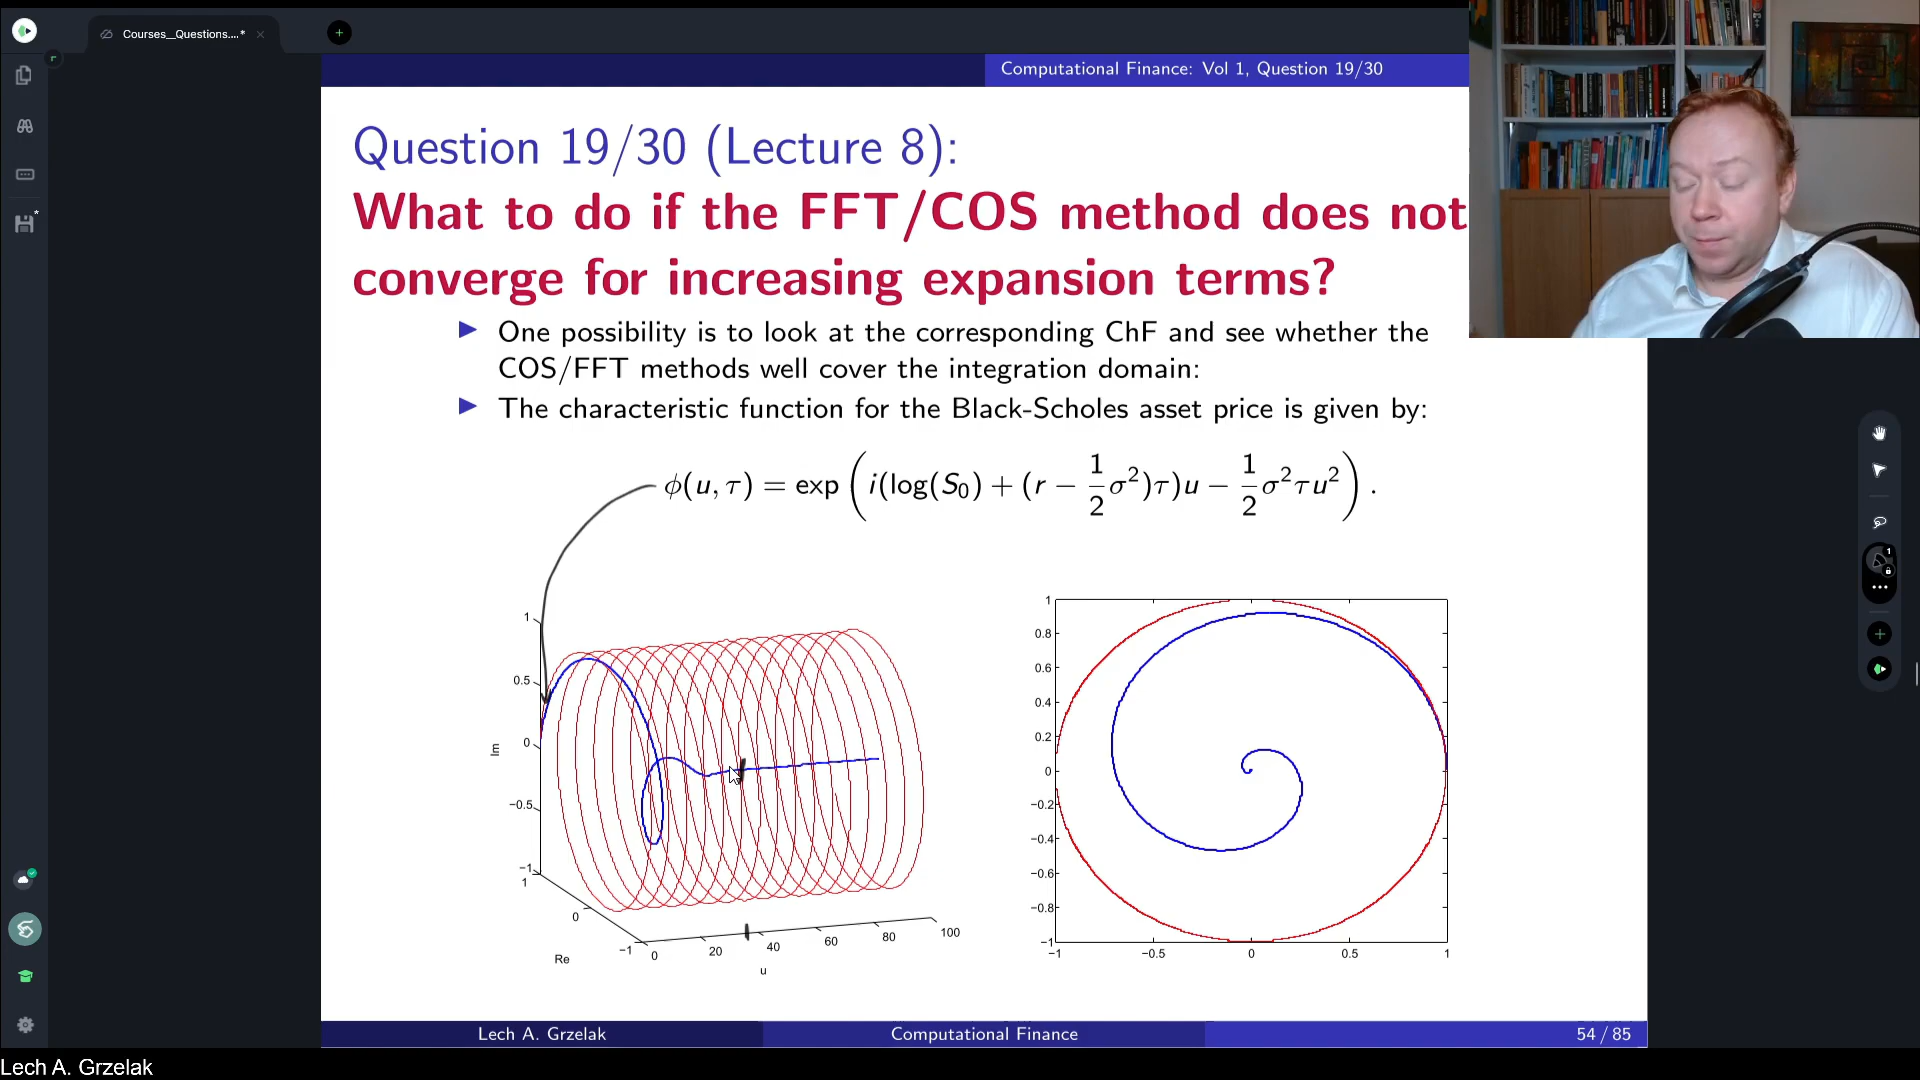 Courses__Questions....*
Computational Finance: Vol 1, Question 19/30
Question 19/30 (Lecture 8):
What to do if the FFT/COS method does not
converge for increasing expansion terms?
One possibility is to look at the corresponding ChF and see whether the
COS/FFT methods well cover the integration domain:
The characteristic function for the Black-Scholes asset price is given by:
ϕ(u, τ) = exp ( i(log(S₀) + (r − 1/2 σ²)τ)u − 1/2 σ²τu² ) .
1
0.5
0
−0.5
−1
Im
1
0
−1
Re
0
20
40
60
80
100
u
1
0.8
0.6
0.4
0.2
0
−0.2
−0.4
−0.6
−0.8
−1
−1
−0.5
0
0.5
1
1
Lech A. Grzelak
Computational Finance
54 / 85
Lech A. Grzelak